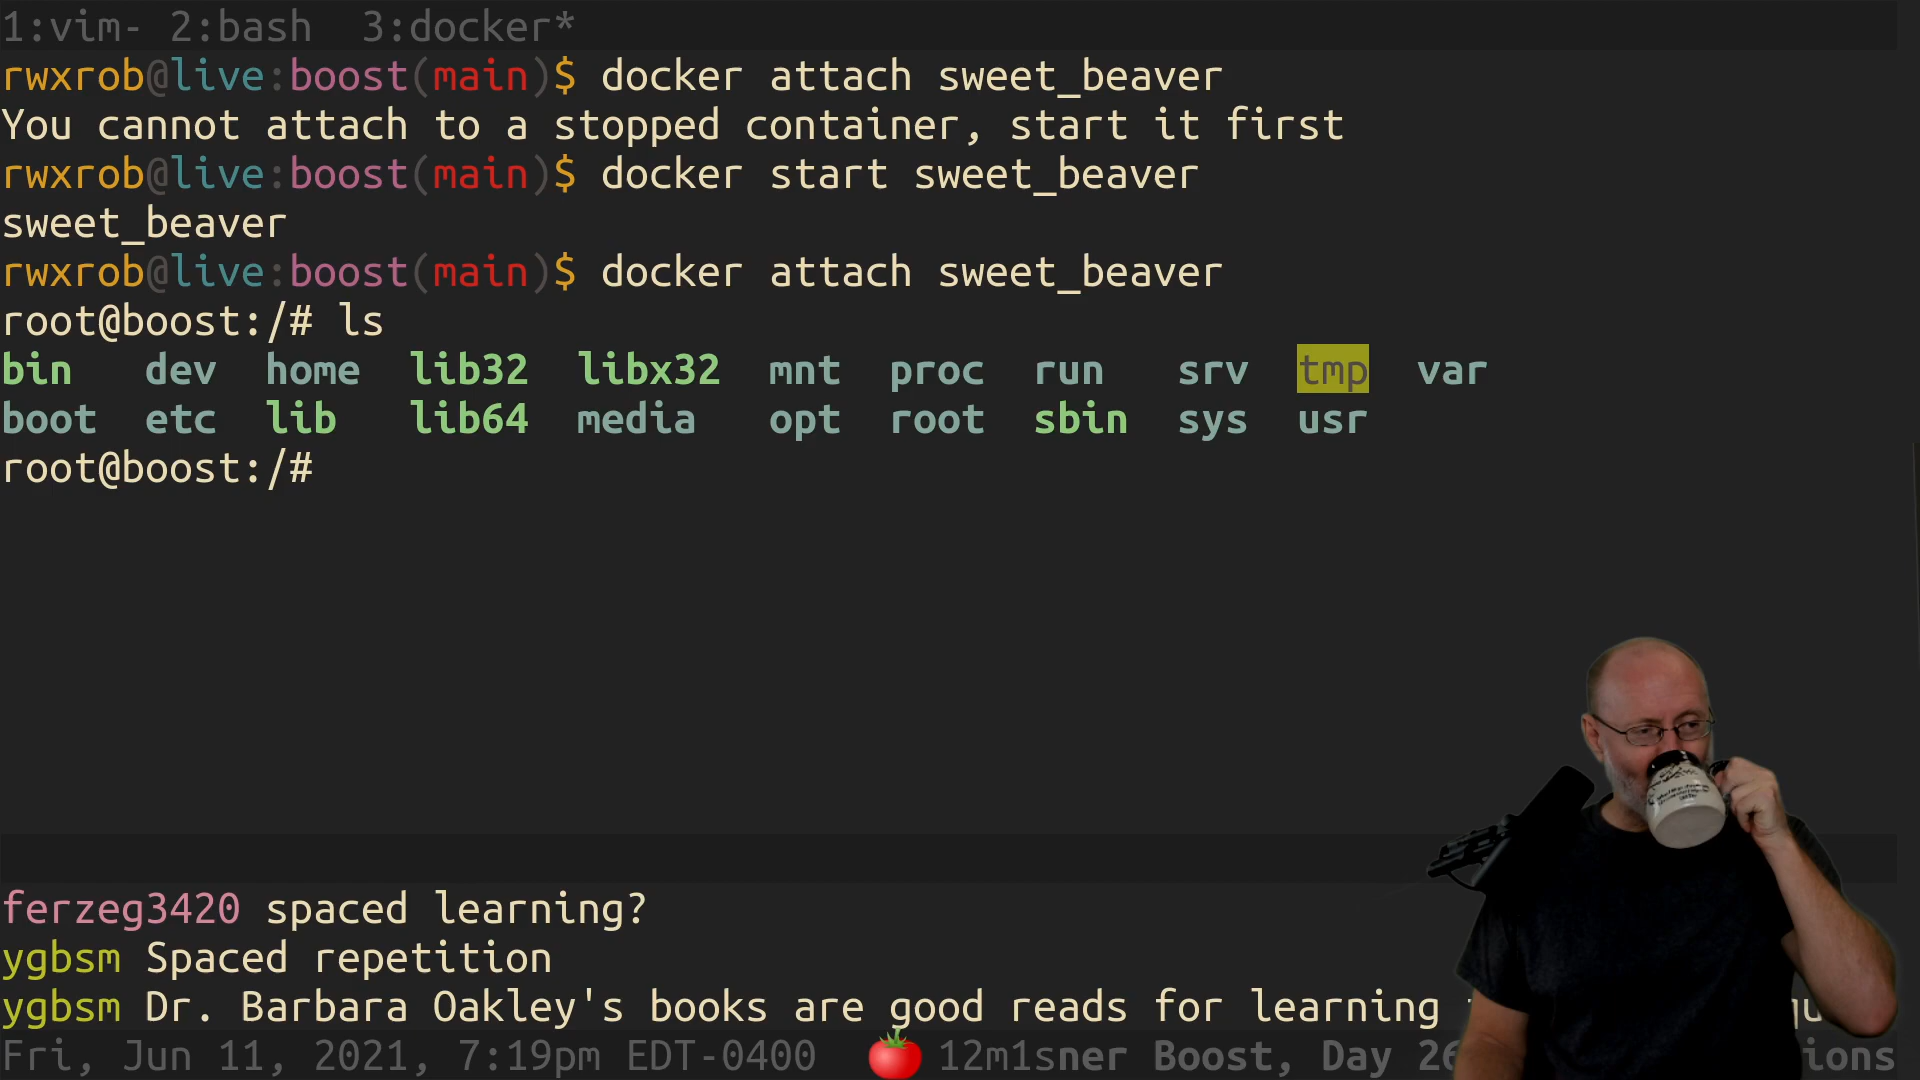 1:vim- 2:bash  3:docker*
rwxrob@live:boost(main)$ docker attach sweet_beaver
You cannot attach to a stopped container, start it first
rwxrob@live:boost(main)$ docker start sweet_beaver
sweet_beaver
rwxrob@live:boost(main)$ docker attach sweet_beaver
root@boost:/# ls
bin   dev  home  lib32  libx32  mnt  proc  run   srv  tmp  var
boot  etc  lib   lib64  media   opt  root  sbin  sys  usr
root@boost:/#
ferzeg3420 spaced learning?
ygbsm Spaced repetition
ygbsm Dr. Barbara Oakley's books are good reads for learning
Fri, Jun 11, 2021, 7:19pm EDT-0400 🍅 12m1sner Boost, Day 26